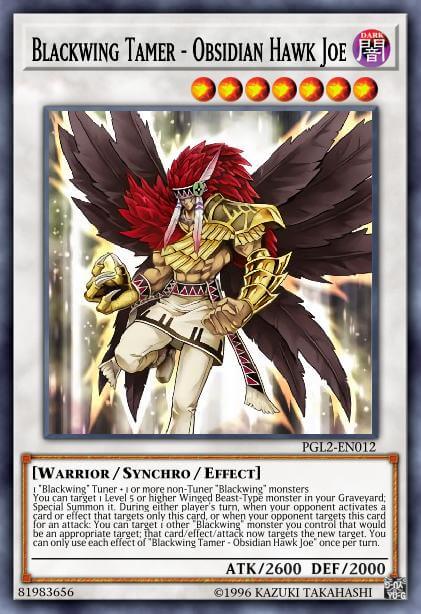 Blackwing Tamer - Obsidian Hawk Joe
DARK
闇
PGL2-EN012
[Warrior / Synchro / Effect]
1 "Blackwing" Tuner + 1 or more non-Tuner "Blackwing" monsters
You can target 1 Level 5 or higher Winged Beast-Type monster in your Graveyard;
Special Summon it. During either player's turn, when your opponent activates a
card or effect that targets only this card, or when your opponent targets this card
for an attack: You can target 1 other "Blackwing" monster you control that would
be an appropriate target; that card/effect/attack now targets the new target. You
can only use each effect of "Blackwing Tamer - Obsidian Hawk Joe" once per turn.
ATK/2600 DEF/2000
81983656
©1996 KAZUKI TAKAHASHI